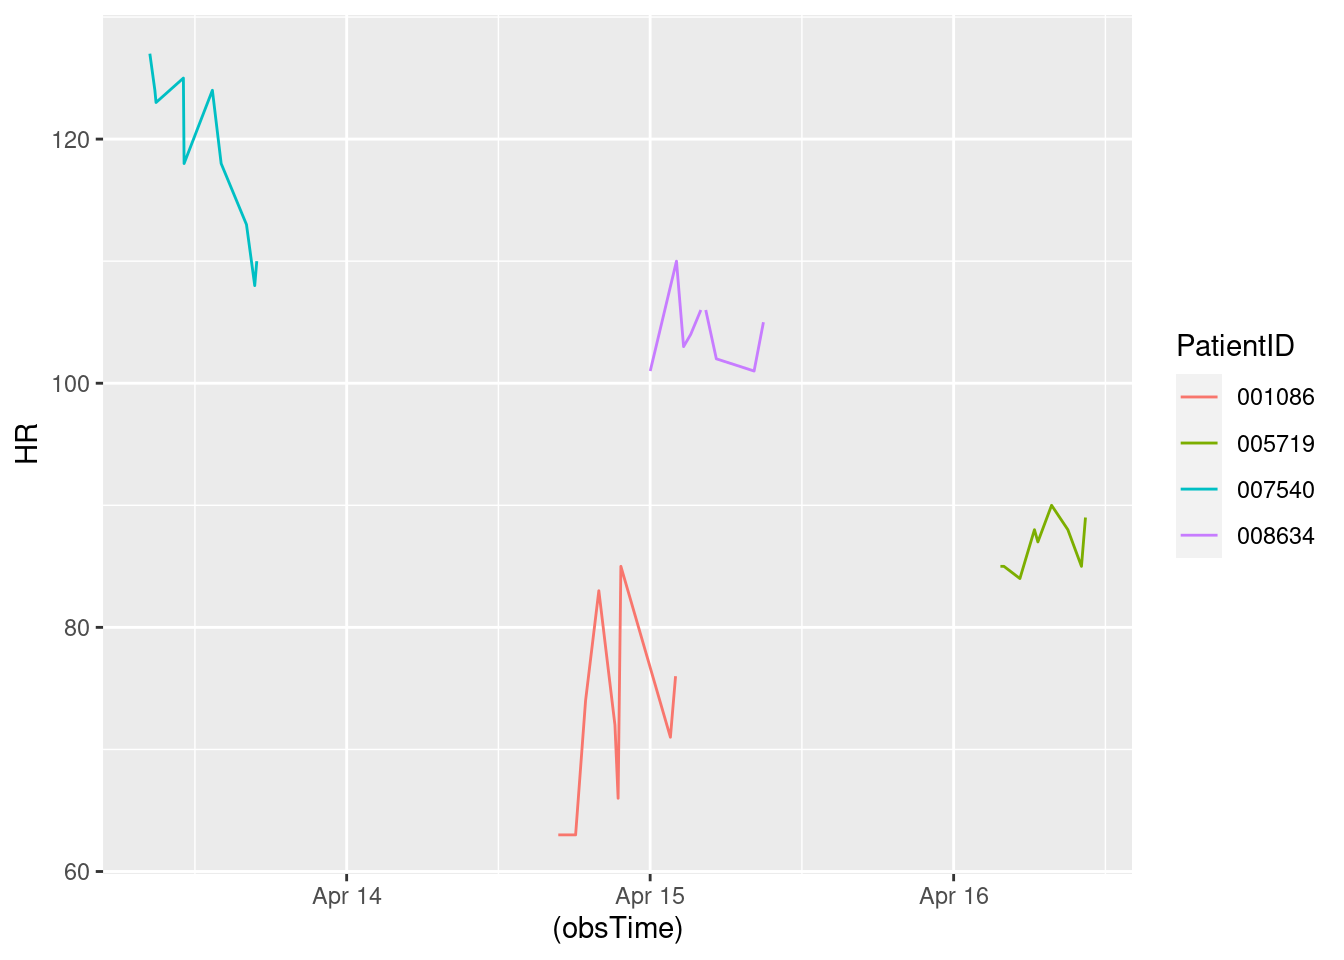 120
100
80
60
HR
Apr 14
Apr 15
Apr 16
(obsTime)
PatientID
001086
005719
007540
008634